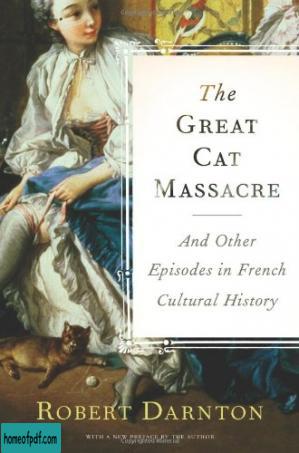 The
GREAT
CAT
MASSACRE
And Other
Episodes in French
Cultural History
ROBERT DARNTON
WITH A NEW PREFACE BY THE AUTHOR
homeofpdf.com